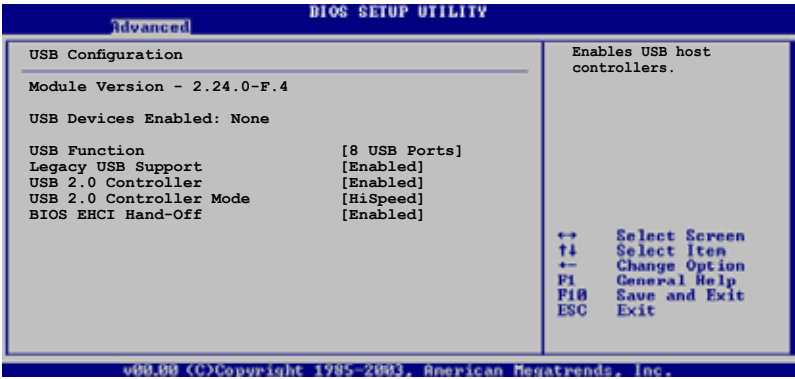 BIOS SETUP UTILITY
Advanced
USB Configuration
Module Version - 2.24.0-F.4
USB Devices Enabled: None
USB Function [8 USB Ports]
Legacy USB Support [Enabled]
USB 2.0 Controller [Enabled]
USB 2.0 Controller Mode [HiSpeed]
BIOS EHCI Hand-Off [Enabled]
Enables USB host
controllers.
↔ Select Screen
↑↓ Select Item
+- Change Option
F1 General Help
F10 Save and Exit
ESC Exit
v00.00 (C)Copyright 1985-2003, American Megatrends, Inc.